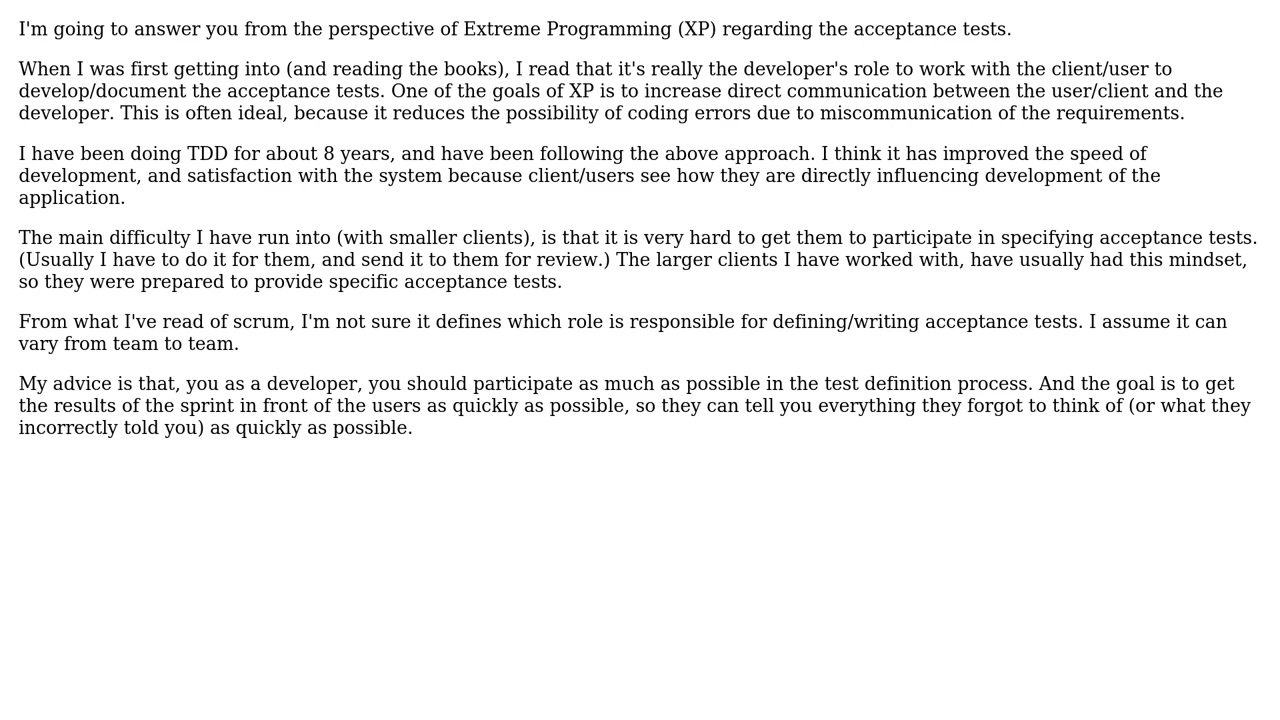 I'm going to answer you from the perspective of Extreme Programming (XP) regarding the acceptance tests.
When I was first getting into (and reading the books), I read that it's really the developer's role to work with the client/user to
develop/document the acceptance tests. One of the goals of XP is to increase direct communication between the user/client and the
developer. This is often ideal, because it reduces the possibility of coding errors due to miscommunication of the requirements.
I have been doing TDD for about 8 years, and have been following the above approach. I think it has improved the speed of
development, and satisfaction with the system because client/users see how they are directly influencing development of the
application.
The main difficulty I have run into (with smaller clients), is that it is very hard to get them to participate in specifying acceptance tests.
(Usually I have to do it for them, and send it to them for review.) The larger clients I have worked with, have usually had this mindset,
so they were prepared to provide specific acceptance tests.
From what I've read of scrum, I'm not sure it defines which role is responsible for defining/writing acceptance tests. I assume it can
vary from team to team.
My advice is that, you as a developer, you should participate as much as possible in the test definition process. And the goal is to get
the results of the sprint in front of the users as quickly as possible, so they can tell you everything they forgot to think of (or what they
incorrectly told you) as quickly as possible.